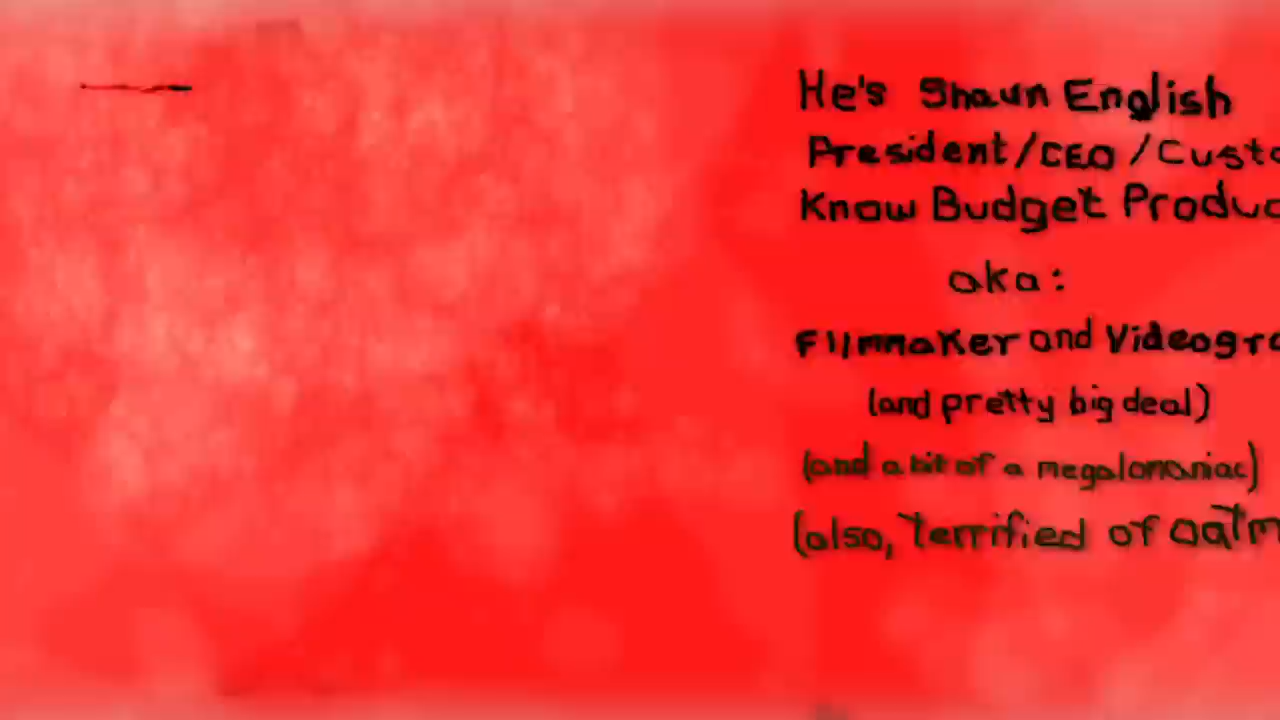 He's Shaun English
President/CEO/Custo
Know Budget Produc
aka:
Filmmaker and Videogra
(and pretty big deal)
(and a bit of a megalomaniac)
(also, terrified of oatm